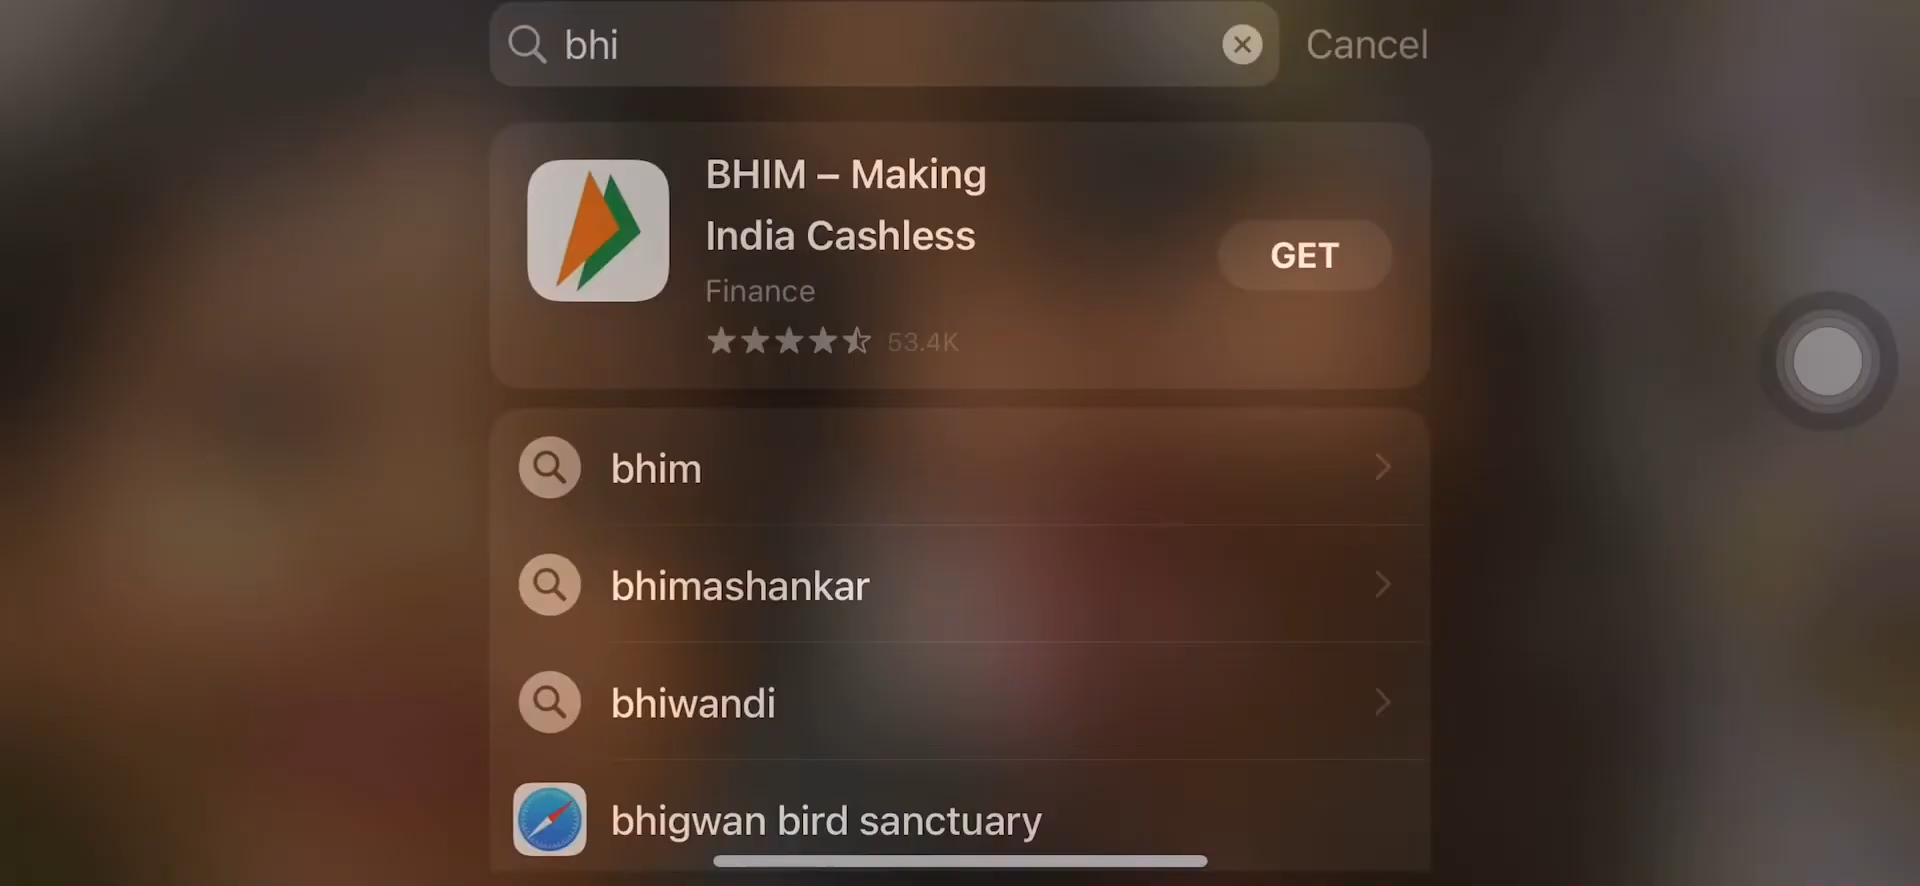 bhi
Cancel
BHIM – Making
India Cashless
GET
Finance
53.4K
bhim
bhimashankar
bhiwandi
bhigwan bird sanctuary